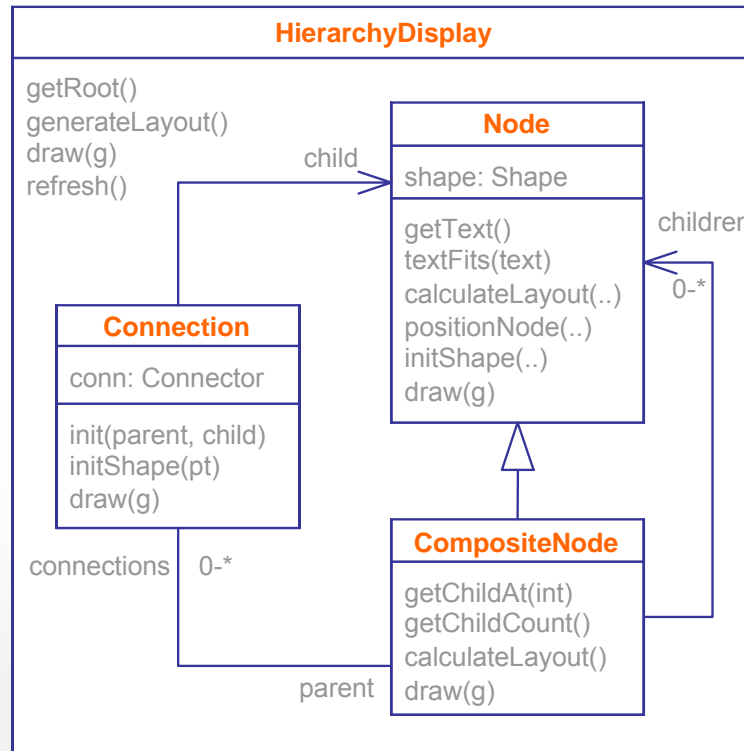 HierarchyDisplay
getRoot()
generateLayout()
draw(g)
refresh()
child
Node
shape: Shape
getText()
textFits(text)
calculateLayout(..)
positionNode(..)
initShape(..)
draw(g)
children
0-*
Connection
conn: Connector
init(parent, child)
initShape(pt)
draw(g)
connections
0-*
CompositeNode
getChildAt(int)
getChildCount()
calculateLayout()
draw(g)
parent